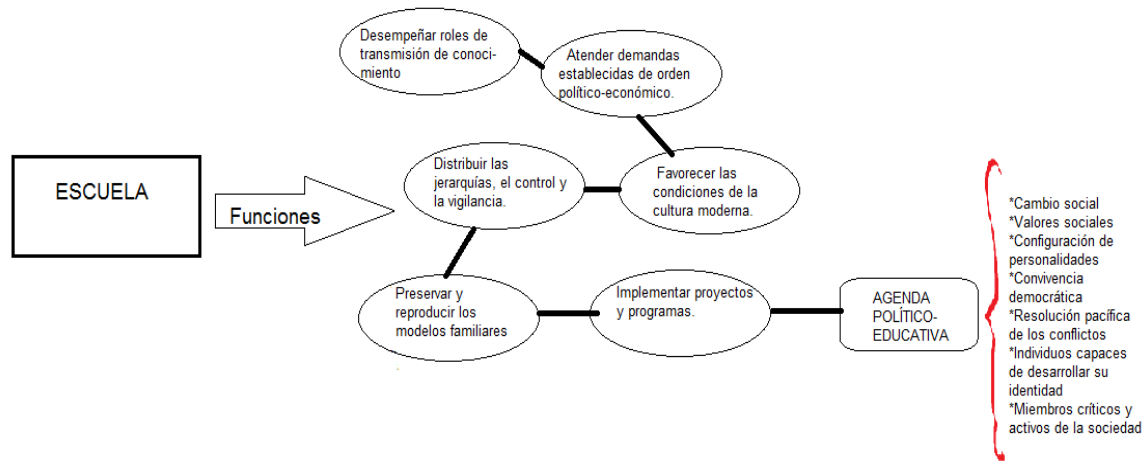 ESCUELA
Funciones
Desempeñar roles de
transmisión de conoci-
miento
Atender demandas
establecidas de orden
político-económico.
Favorecer las
condiciones de la
cultura moderna.
Distribuir las
jerarquías, el control y
la vigilancia.
Preservar y
reproducir los
modelos familiares
Implementar proyectos
y programas.
AGENDA
POLÍTICO-
EDUCATIVA
*Cambio social
*Valores sociales
*Configuración de
personalidades
*Convivencia
democrática
*Resolución pacífica
de los conflictos
*Individuos capaces
de desarrollar su
identidad
*Miembros críticos y
activos de la sociedad